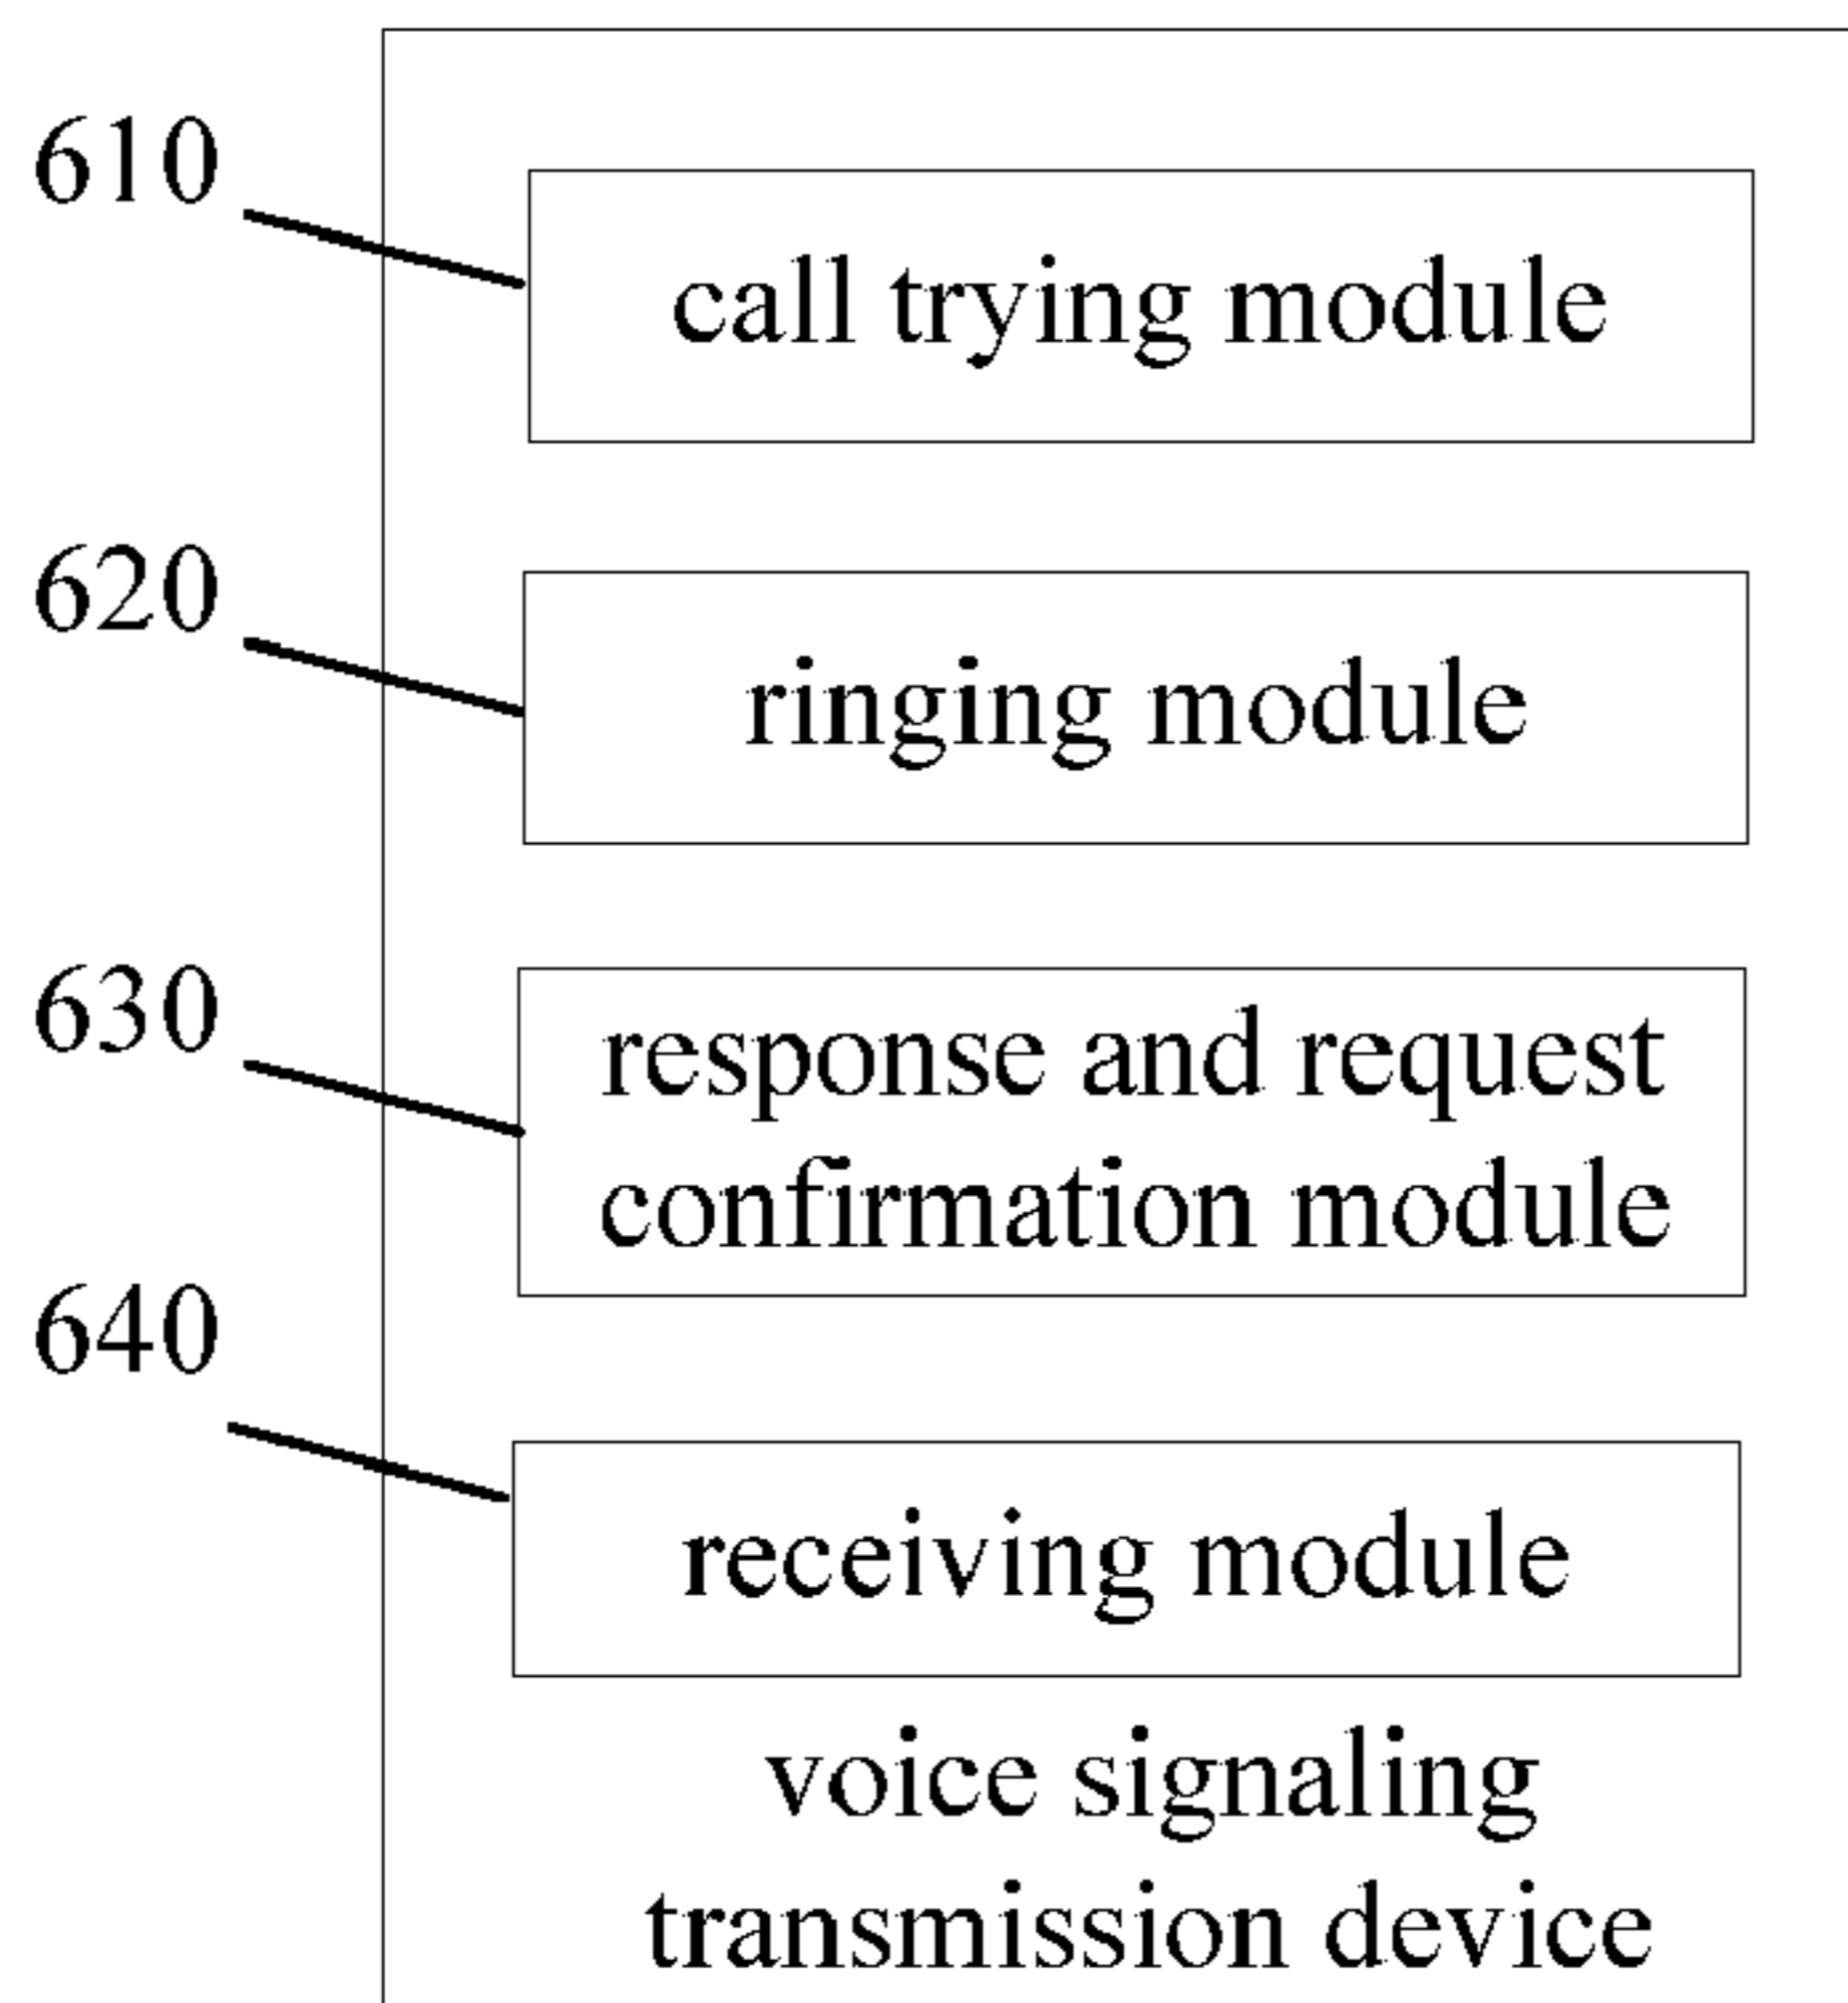 610
call trying module
620
ringing module
630
response and request
confirmation module
640
receiving module
voice signaling
transmission device